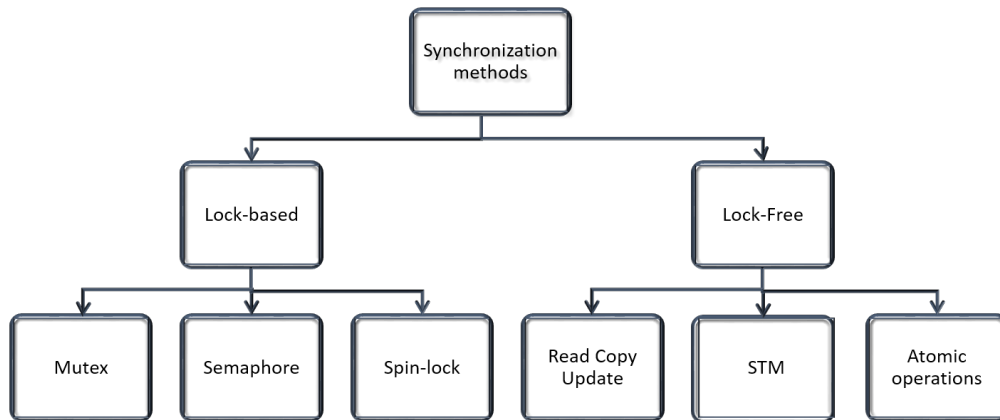 Synchronization
methods
Lock-based
Lock-Free
Mutex
Semaphore
Spin-lock
Read Copy
Update
STM
Atomic
operations